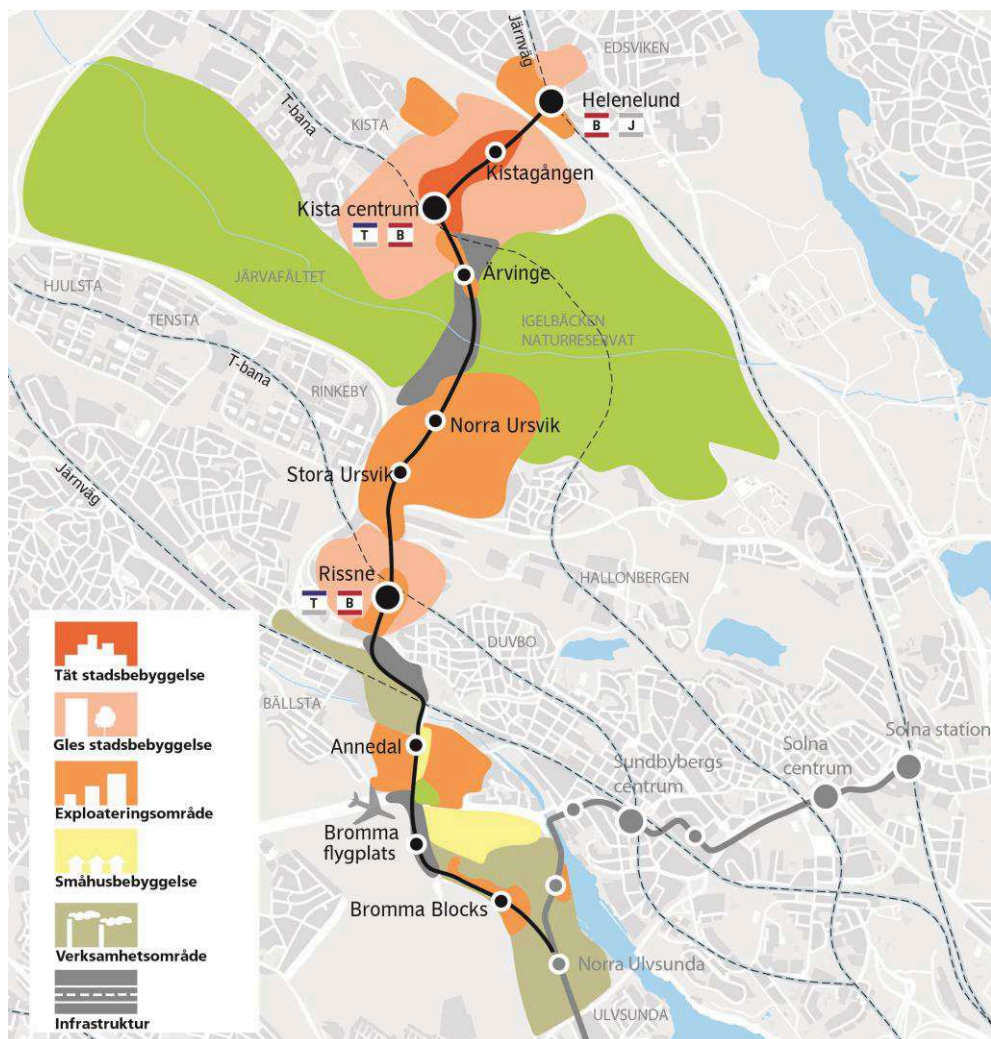 Järnväg
EDSVIKEN
T-bana
KISTA
Helenelund
B J
Kistagången
Kista centrum
T B
Ärvinge
JÄRVAFÄLTET
HJULSTA
TENSTA
IGELBÄCKEN
NATURRESERVAT
T-bana
RINKEBY
Norra Ursvik
Stora Ursvik
Järnväg
Rissne
T B
HALLONBERGEN
DUVBO
BÄLLSTA
Annedal
Solna station
Solna
centrum
Sundbybergs
centrum
Bromma
flygplats
Bromma Blocks
Norra Ulvsunda
ULVSUNDA
Tät stadsbebyggelse
Gles stadsbebyggelse
Exploateringsområde
Småhusbebyggelse
Verksamhetsområde
Infrastruktur